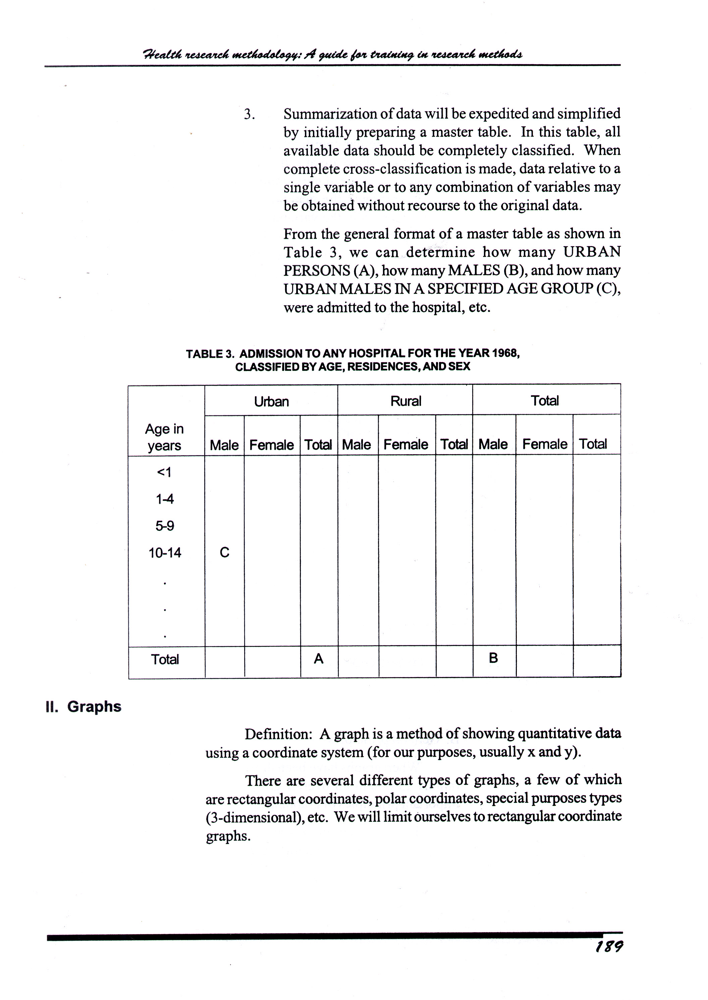 Health research methodology: A guide for training in research methods
3. Summarization of data will be expedited and simplified
by initially preparing a master table. In this table, all
available data should be completely classified. When
complete cross-classification is made, data relative to a
single variable or to any combination of variables may
be obtained without recourse to the original data.
From the general format of a master table as shown in
Table 3, we can determine how many URBAN
PERSONS (A), how many MALES (B), and how many
URBAN MALES IN A SPECIFIED AGE GROUP (C),
were admitted to the hospital, etc.
TABLE 3. ADMISSION TO ANY HOSPITAL FOR THE YEAR 1968,
CLASSIFIED BY AGE, RESIDENCES, AND SEX
Urban Rural Total
Age in
years Male Female Total Male Female Total Male Female Total
<1
1-4
5-9
10-14 C
.
.
.
Total A B
II. Graphs
Definition: A graph is a method of showing quantitative data
using a coordinate system (for our purposes, usually x and y).
There are several different types of graphs, a few of which
are rectangular coordinates, polar coordinates, special purposes types
(3-dimensional), etc. We will limit ourselves to rectangular coordinate
graphs.
189